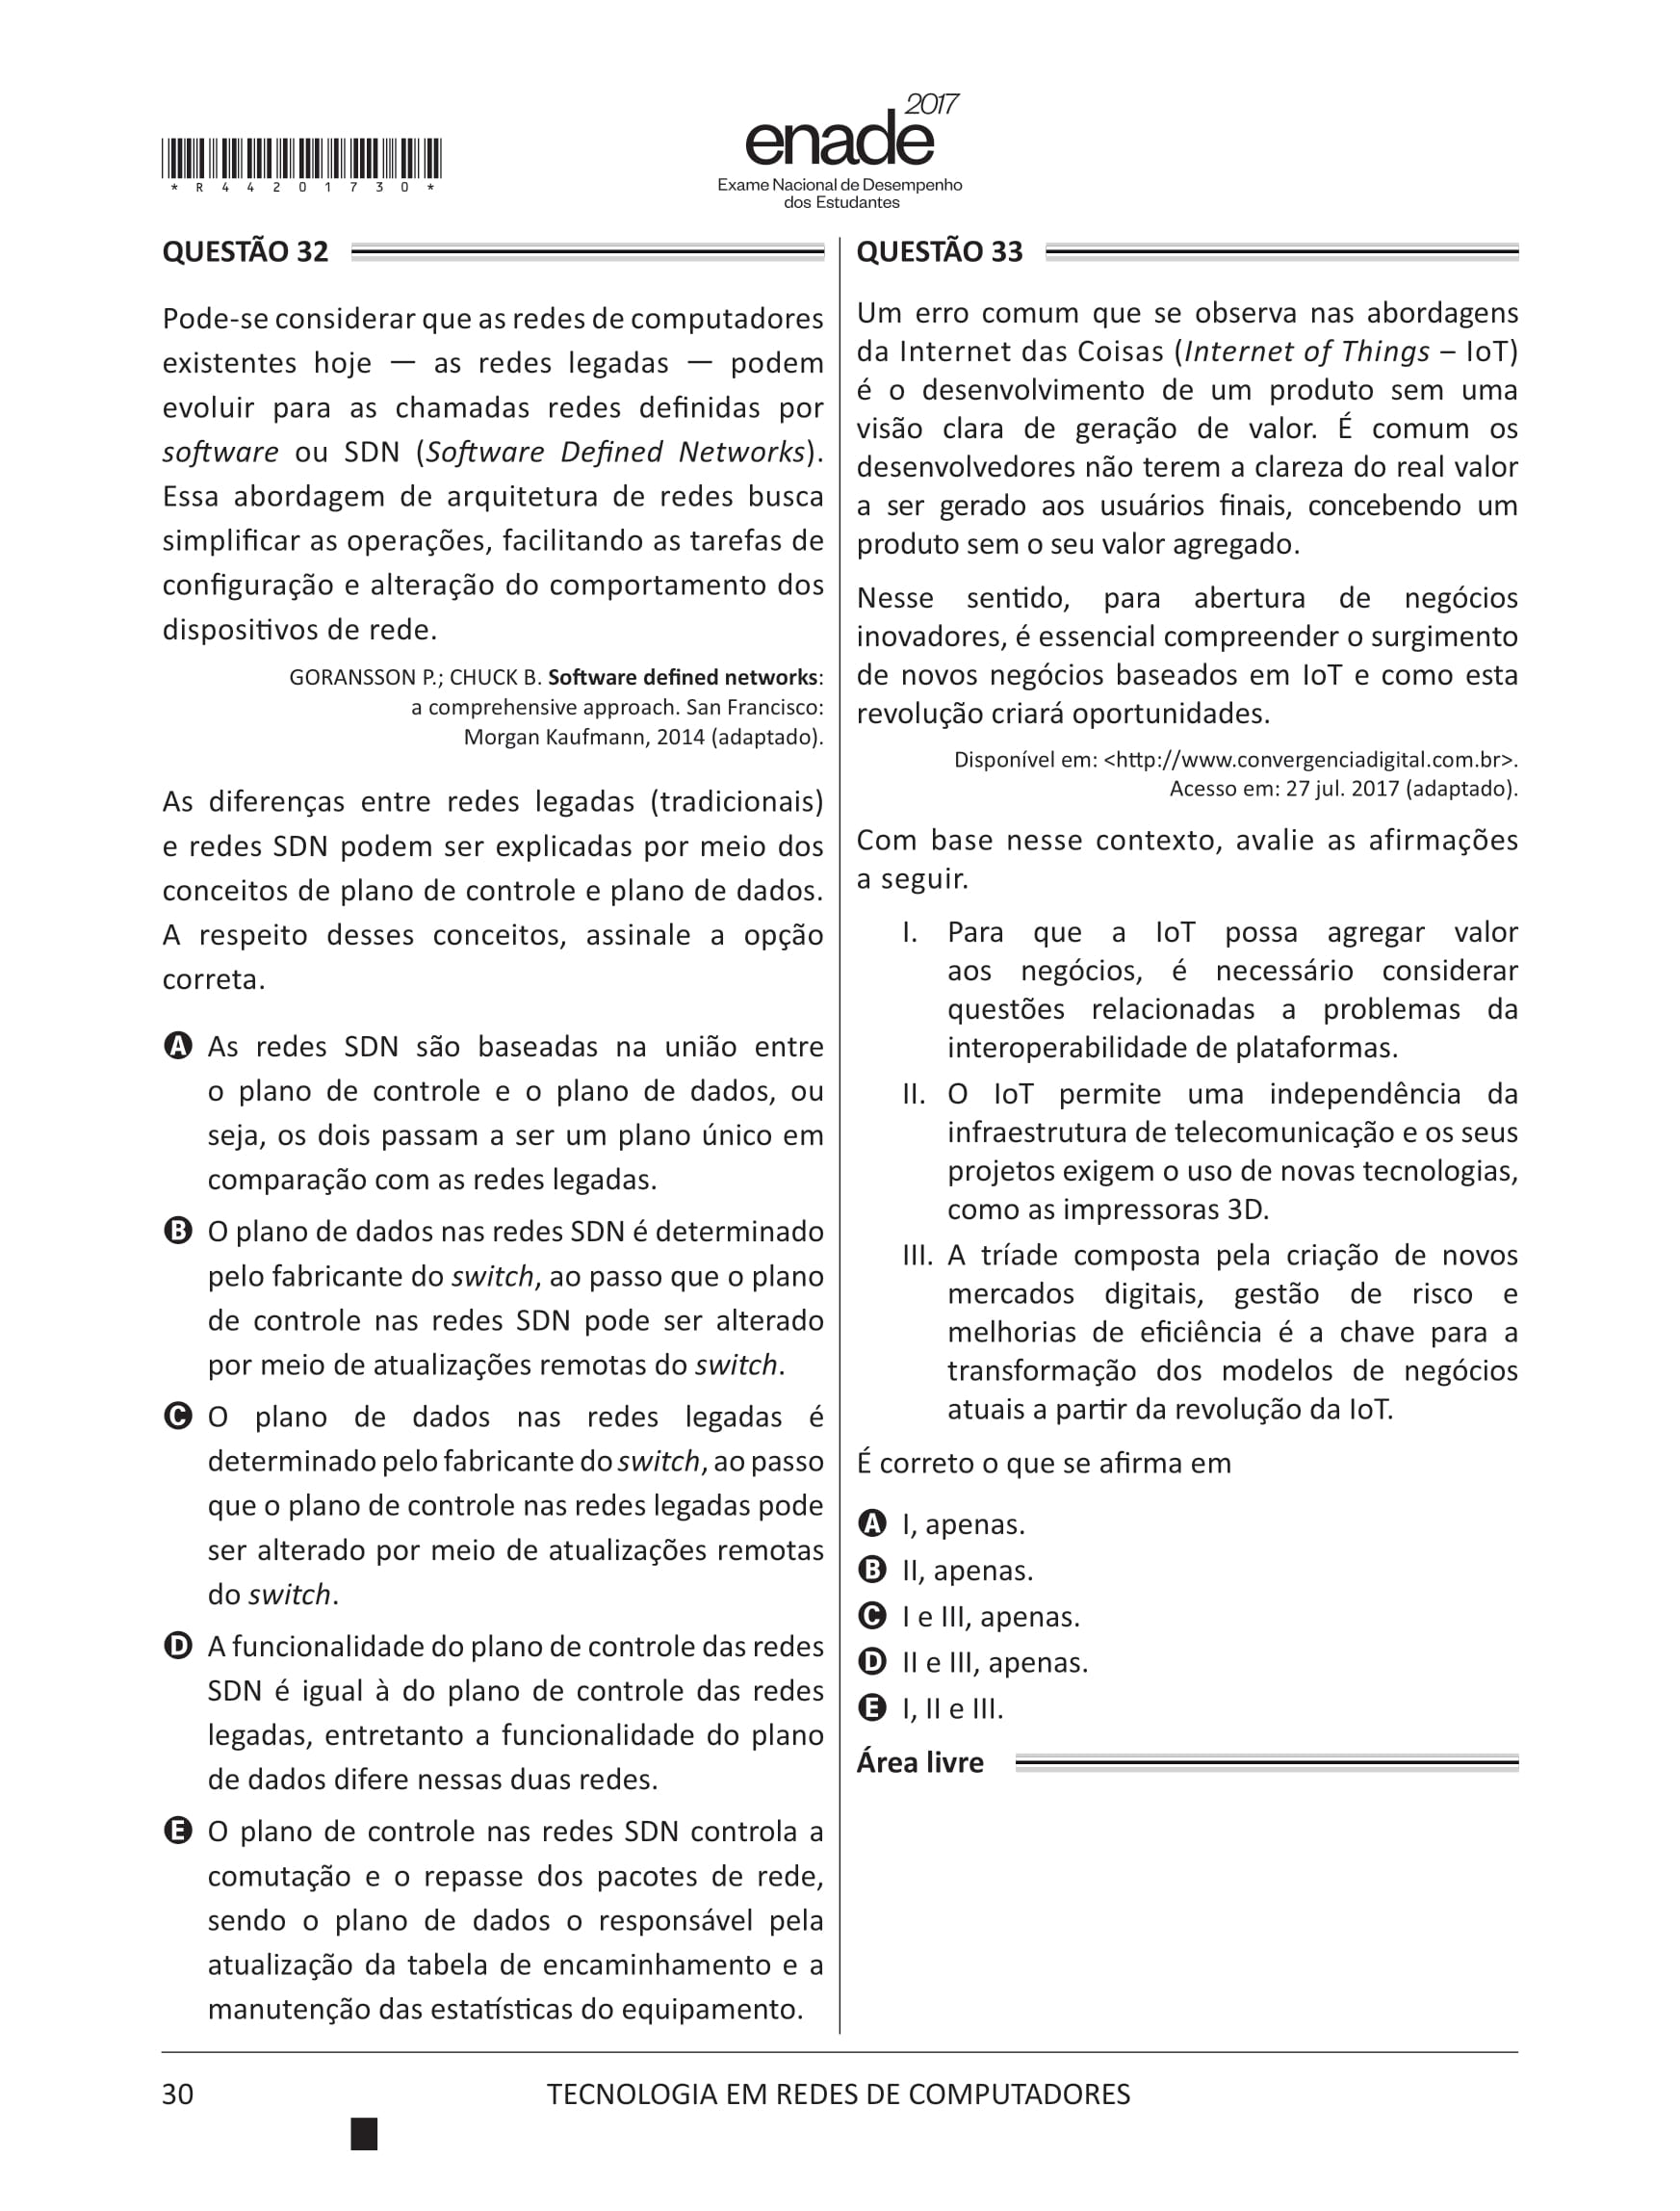 enade 2017
Exame Nacional de Desempenho
dos Estudantes
*R44201730*
QUESTÃO 32
Pode-se considerar que as redes de computadores
existentes hoje — as redes legadas — podem
evoluir para as chamadas redes definidas por
software ou SDN (Software Defined Networks).
Essa abordagem de arquitetura de redes busca
simplificar as operações, facilitando as tarefas de
configuração e alteração do comportamento dos
dispositivos de rede.
GORANSSON P.; CHUCK B. Software defined networks:
a comprehensive approach. San Francisco:
Morgan Kaufmann, 2014 (adaptado).
As diferenças entre redes legadas (tradicionais)
e redes SDN podem ser explicadas por meio dos
conceitos de plano de controle e plano de dados.
A respeito desses conceitos, assinale a opção
correta.
A As redes SDN são baseadas na união entre
o plano de controle e o plano de dados, ou
seja, os dois passam a ser um plano único em
comparação com as redes legadas.
B O plano de dados nas redes SDN é determinado
pelo fabricante do switch, ao passo que o plano
de controle nas redes SDN pode ser alterado
por meio de atualizações remotas do switch.
C O plano de dados nas redes legadas é
determinado pelo fabricante do switch, ao passo
que o plano de controle nas redes legadas pode
ser alterado por meio de atualizações remotas
do switch.
D A funcionalidade do plano de controle das redes
SDN é igual à do plano de controle das redes
legadas, entretanto a funcionalidade do plano
de dados difere nessas duas redes.
E O plano de controle nas redes SDN controla a
comutação e o repasse dos pacotes de rede,
sendo o plano de dados o responsável pela
atualização da tabela de encaminhamento e a
manutenção das estatísticas do equipamento.
QUESTÃO 33
Um erro comum que se observa nas abordagens
da Internet das Coisas (Internet of Things – IoT)
é o desenvolvimento de um produto sem uma
visão clara de geração de valor. É comum os
desenvolvedores não terem a clareza do real valor
a ser gerado aos usuários finais, concebendo um
produto sem o seu valor agregado.
Nesse sentido, para abertura de negócios
inovadores, é essencial compreender o surgimento
de novos negócios baseados em IoT e como esta
revolução criará oportunidades.
Disponível em: <http://www.convergenciadigital.com.br>.
Acesso em: 27 jul. 2017 (adaptado).
Com base nesse contexto, avalie as afirmações
a seguir.
I. Para que a IoT possa agregar valor
aos negócios, é necessário considerar
questões relacionadas a problemas da
interoperabilidade de plataformas.
II. O IoT permite uma independência da
infraestrutura de telecomunicação e os seus
projetos exigem o uso de novas tecnologias,
como as impressoras 3D.
III. A tríade composta pela criação de novos
mercados digitais, gestão de risco e
melhorias de eficiência é a chave para a
transformação dos modelos de negócios
atuais a partir da revolução da IoT.
É correto o que se afirma em
A I, apenas.
B II, apenas.
C I e III, apenas.
D II e III, apenas.
E I, II e III.
Área livre
30
TECNOLOGIA EM REDES DE COMPUTADORES